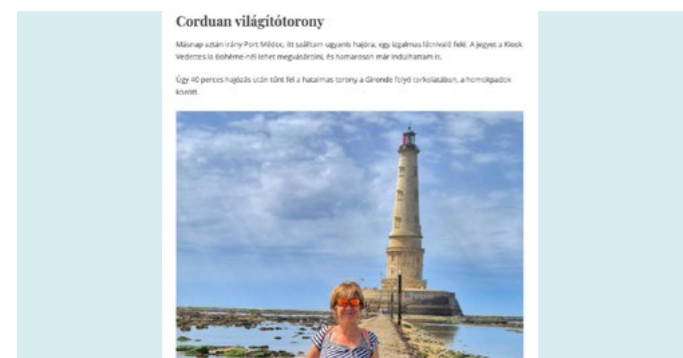 Corduan világítótorony
Másnap aztán irány Port Médoc, itt szálltam ugyanis hajóra, egy izgalmas látnivaló felé. A jegyet a Kiosk
Vedettes la Bohème-nél lehet megvásárolni, és hamarosan már indulhattam is.
Úgy 40 perces hajózás után tűnt fel a hatalmas torony a Gironde folyó torkolatában, a homokpadok
között.